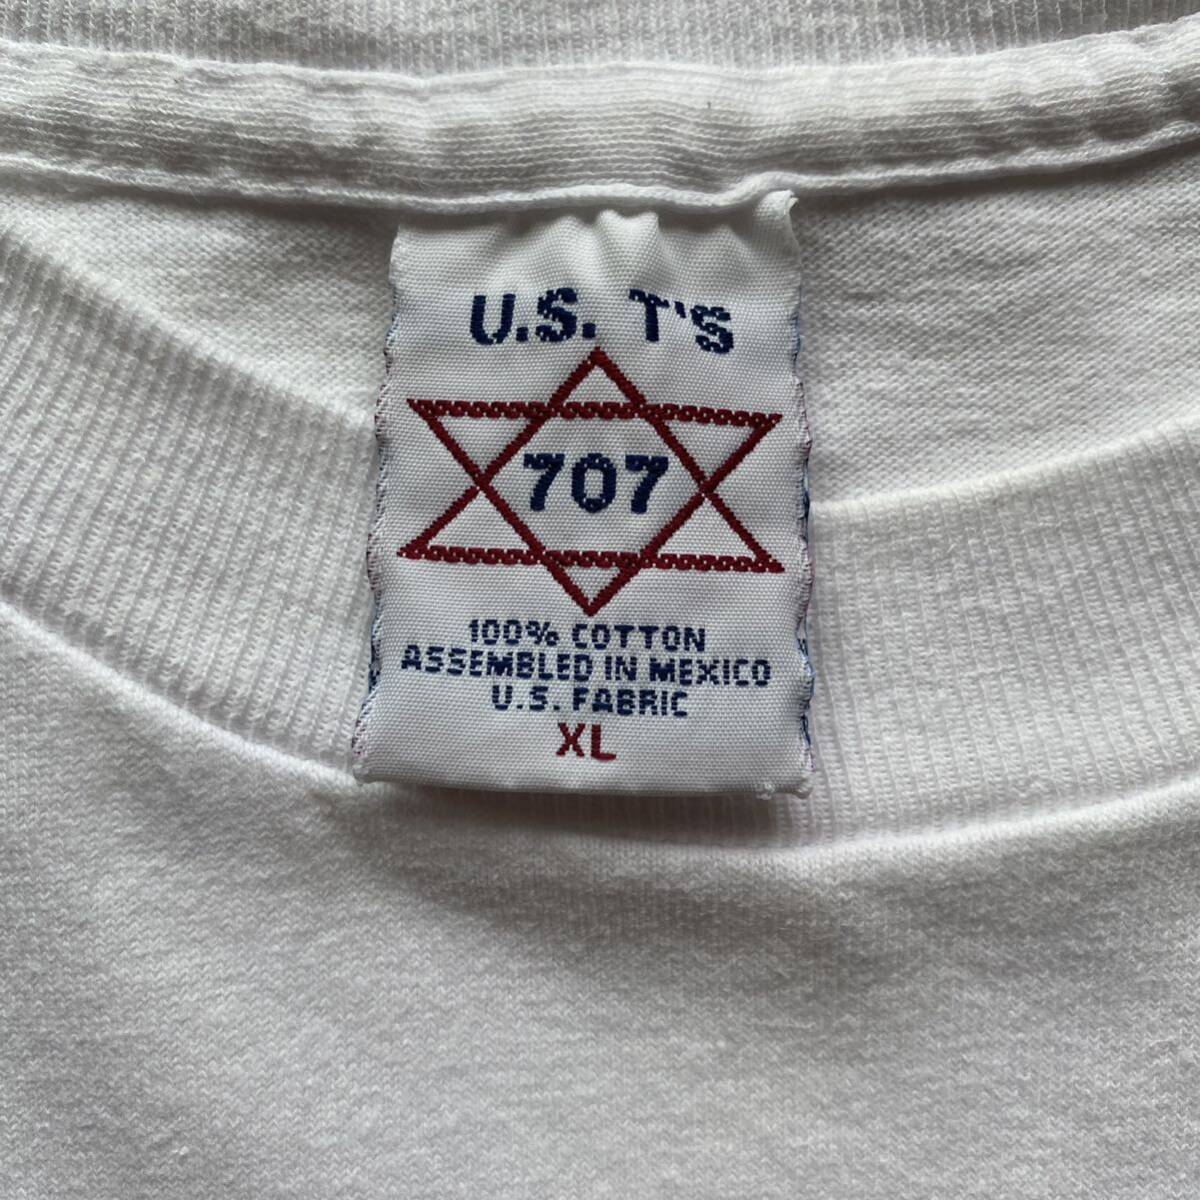 U.S. T'S
707
100% COTTON
ASSEMBLED IN MEXICO
U.S. FABRIC
XL